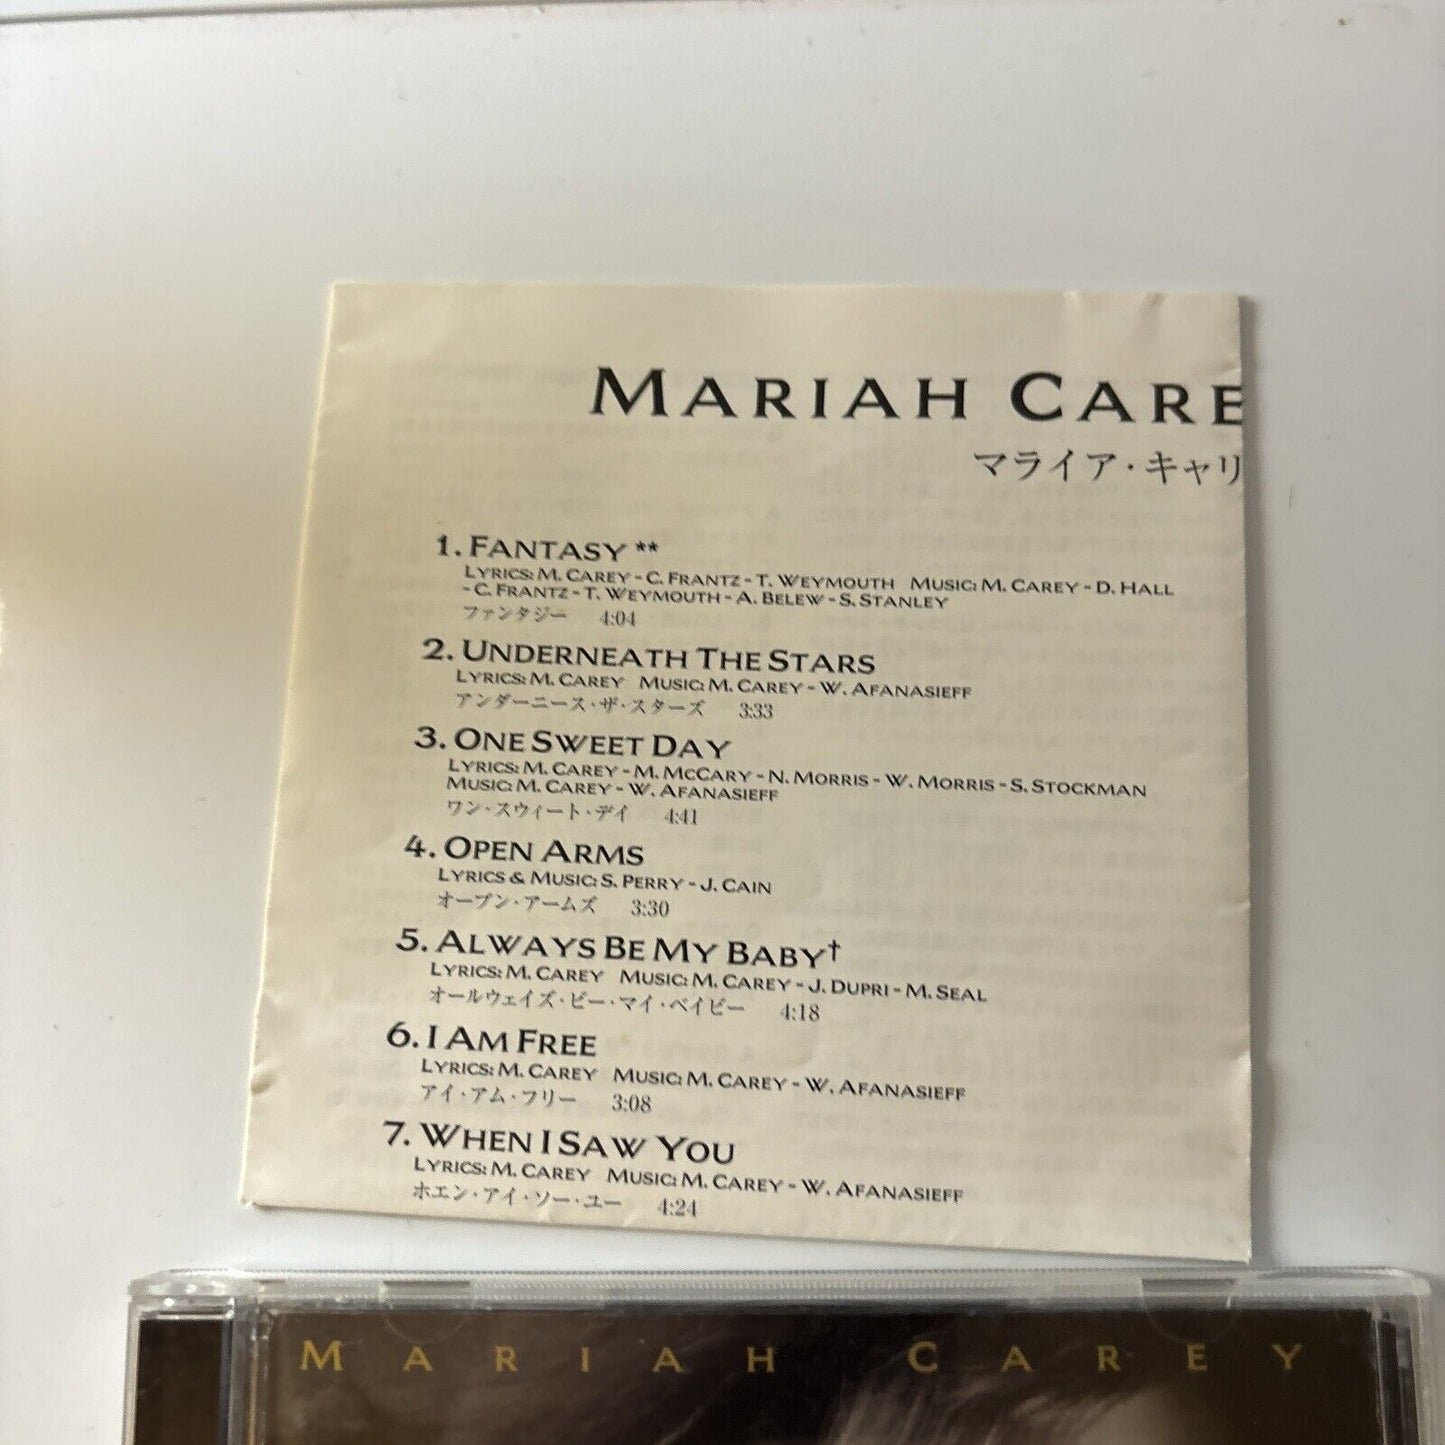 MARIAH CARE
マライア・キャリ
1. FANTASY **
LYRICS: M. CAREY - C. FRANTZ - T. WEYMOUTH MUSIC: M. CAREY - D. HALL
- C. FRANTZ - T. WEYMOUTH - A. BELEW - S. STANLEY
ファンタジー 4:04
2. UNDERNEATH THE STARS
LYRICS: M. CAREY MUSIC: M. CAREY - W. AFANASIEFF
アンダーニース・ザ・スターズ 3:33
3. ONE SWEET DAY
LYRICS: M. CAREY - M. MCCARY - N. MORRIS - W. MORRIS - S. STOCKMAN
MUSIC: M. CAREY - W. AFANASIEFF
ワン・スウィート・デイ 4:41
4. OPEN ARMS
LYRICS & MUSIC: S. PERRY - J. CAIN
オープン・アームズ 3:30
5. ALWAYS BE MY BABY†
LYRICS: M. CAREY MUSIC: M. CAREY - J. DUPRI - M. SEAL
オールウェイズ・ビー・マイ・ベイビー 4:18
6. I AM FREE
LYRICS: M. CAREY MUSIC: M. CAREY - W. AFANASIEFF
アイ・アム・フリー 3:08
7. WHEN I SAW YOU
LYRICS: M. CAREY MUSIC: M. CAREY - W. AFANASIEFF
ホエン・アイ・ソー・ユー 4:24
MARIAH CAREY